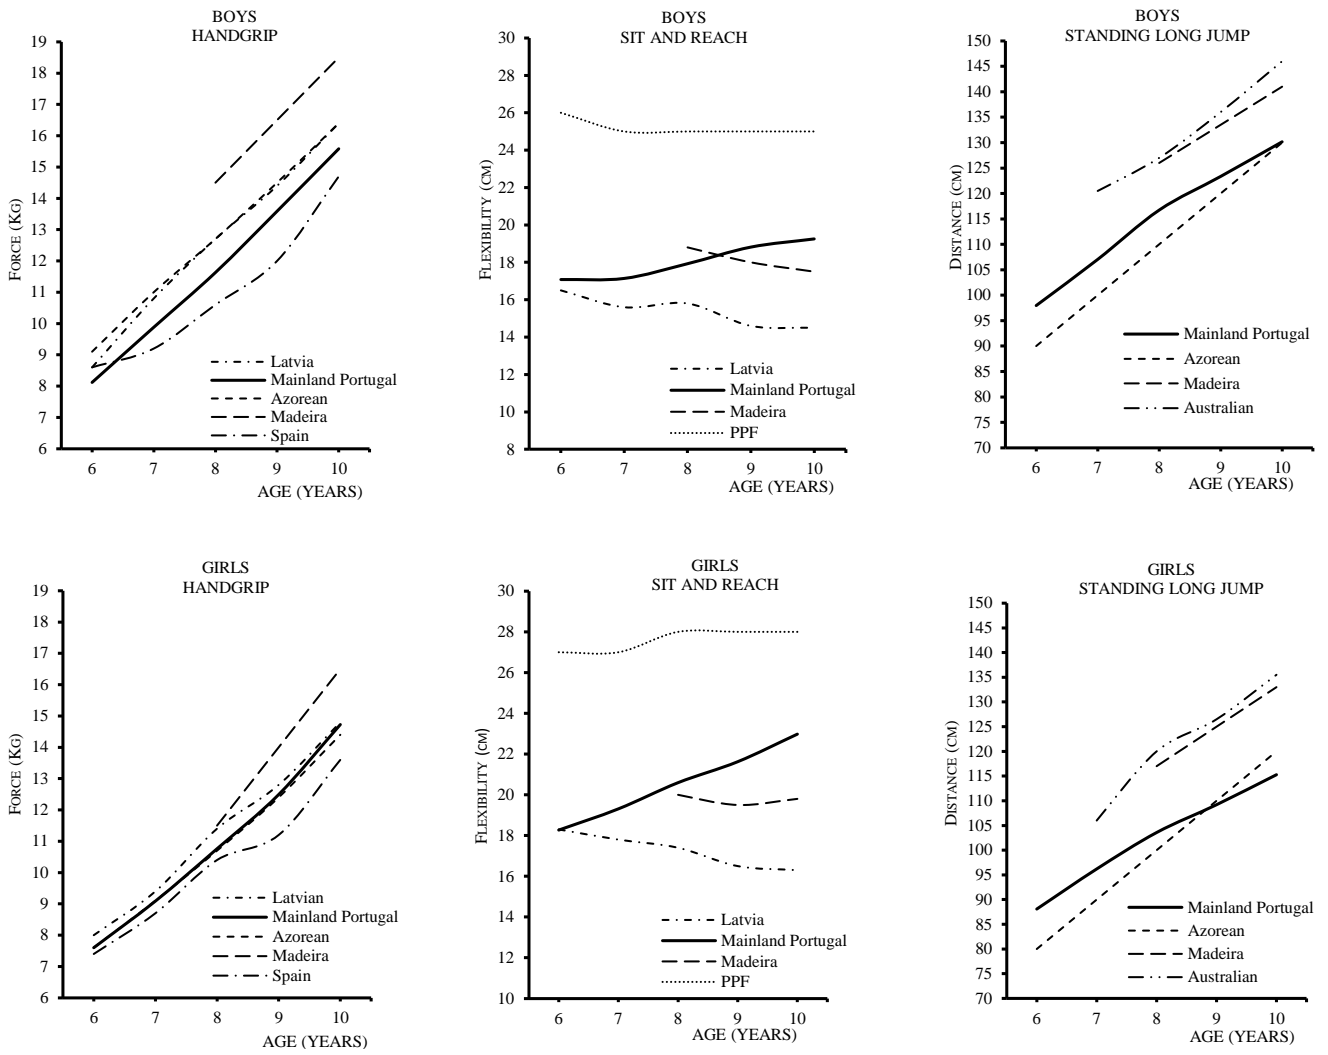 BOYS
HANDGRIP
19
18
17
16
15
14
13
12
11
10
9
8
7
6
FORCE (KG)
Latvia
Mainland Portugal
Azorean
Madeira
Spain
6 7 8 9 10
AGE (YEARS)
BOYS
SIT AND REACH
30
28
26
24
22
20
18
16
14
12
10
8
FLEXIBILITY (CM)
Latvia
Mainland Portugal
Madeira
PPF
6 7 8 9 10
AGE (YEARS)
BOYS
STANDING LONG JUMP
150
145
140
135
130
125
120
115
110
105
100
95
90
85
80
75
70
DISTANCE (CM)
Mainland Portugal
Azorean
Madeira
Australian
6 7 8 9 10
AGE (YEARS)
GIRLS
HANDGRIP
19
18
17
16
15
14
13
12
11
10
9
8
7
6
FORCE (KG)
Latvian
Mainland Portugal
Azorean
Madeira
Spain
6 7 8 9 10
AGE (YEARS)
GIRLS
SIT AND REACH
30
28
26
24
22
20
18
16
14
12
10
FLEXIBILITY (CM)
Latvia
Mainland Portugal
Madeira
PPF
6 7 8 9 10
AGE (YEARS)
GIRLS
STANDING LONG JUMP
150
145
140
135
130
125
120
115
110
105
100
95
90
85
80
75
70
DISTANCE (CM)
Mainland Portugal
Azorean
Madeira
Australian
6 7 8 9 10
AGE (YEARS)